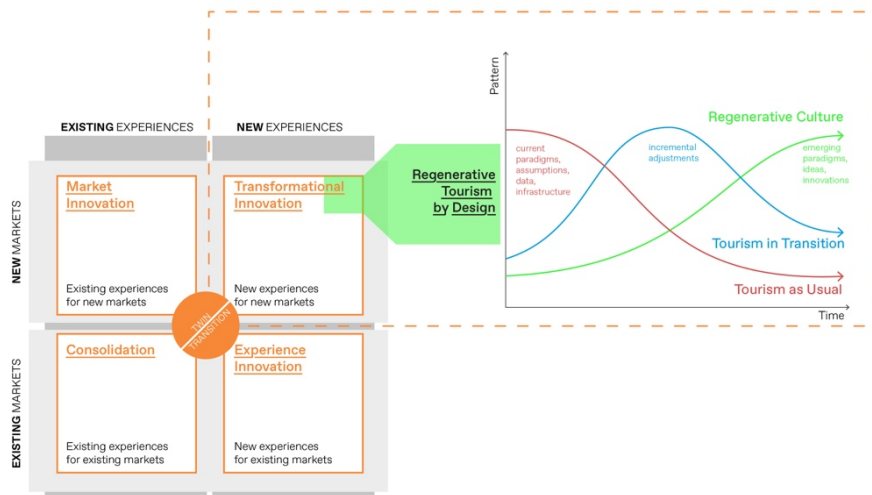 EXISTING EXPERIENCES
NEW EXPERIENCES
NEW MARKETS
EXISTING MARKETS
Market
Innovation
Existing experiences
for new markets
Transformational
Innovation
New experiences
for new markets
TWIN
TRANSITION
Consolidation
Existing experiences
for existing markets
Experience
Innovation
New experiences
for existing markets
Regenerative
Tourism
by Design
Pattern
current
paradigms,
assumptions,
data,
infrastructure
incremental
adjustments
Regenerative Culture
emerging
paradigms,
ideas,
innovations
Tourism in Transition
Tourism as Usual
Time